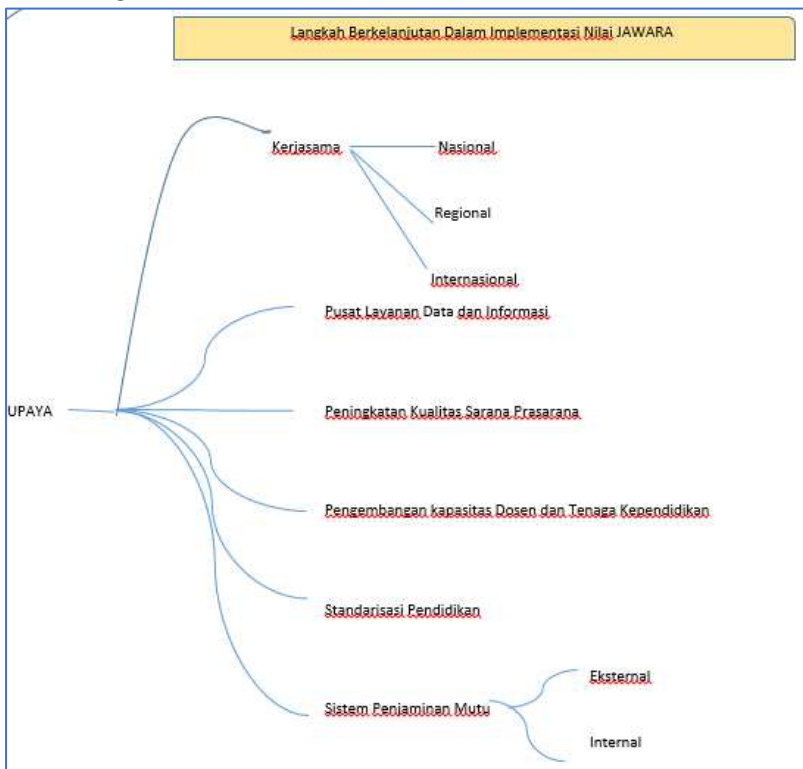 Langkah Berkelanjutan Dalam Implementasi Nilai JAWARA
Kerjasama
Nasional
Regional
Internasional
Pusat Layanan Data dan Informasi
UPAYA
Peningkatan Kualitas Sarana Prasarana
Pengembangan kapasitas Dosen dan Tenaga Kependidikan
Standarisasi Pendidikan
Sistem Penjaminan Mutu
Eksternal
Internal